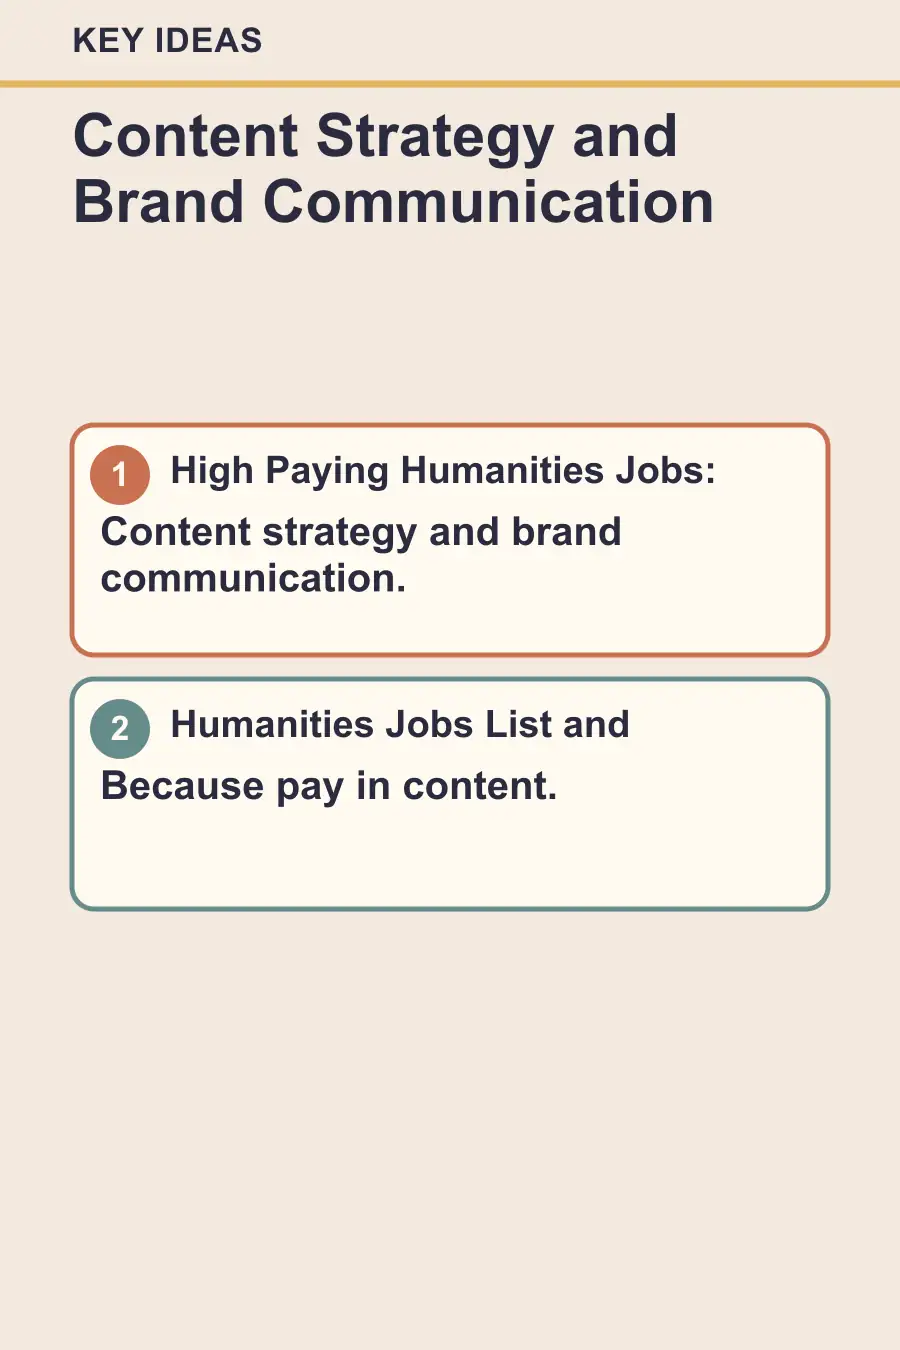 KEY IDEAS
Content Strategy and
Brand Communication
1 High Paying Humanities Jobs:
Content strategy and brand
communication.
2 Humanities Jobs List and
Because pay in content.